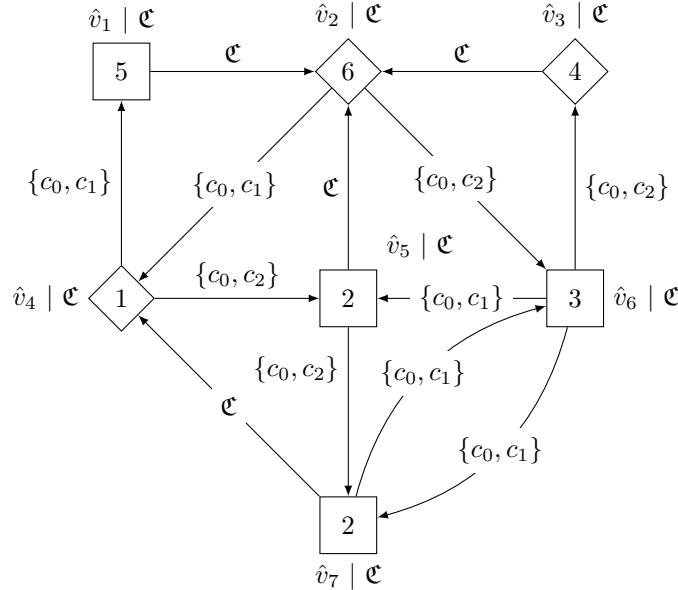 v̂₁ | ℭ
v̂₂ | ℭ
v̂₃ | ℭ
5
ℭ
6
ℭ
4
{c₀, c₁}
{c₀, c₁}
ℭ
{c₀, c₂}
{c₀, c₂}
v̂₅ | ℭ
v̂₄ | ℭ
1
{c₀, c₂}
2
{c₀, c₁}
3
v̂₆ | ℭ
{c₀, c₂}
{c₀, c₁}
ℭ
{c₀, c₁}
2
v̂₇ | ℭ